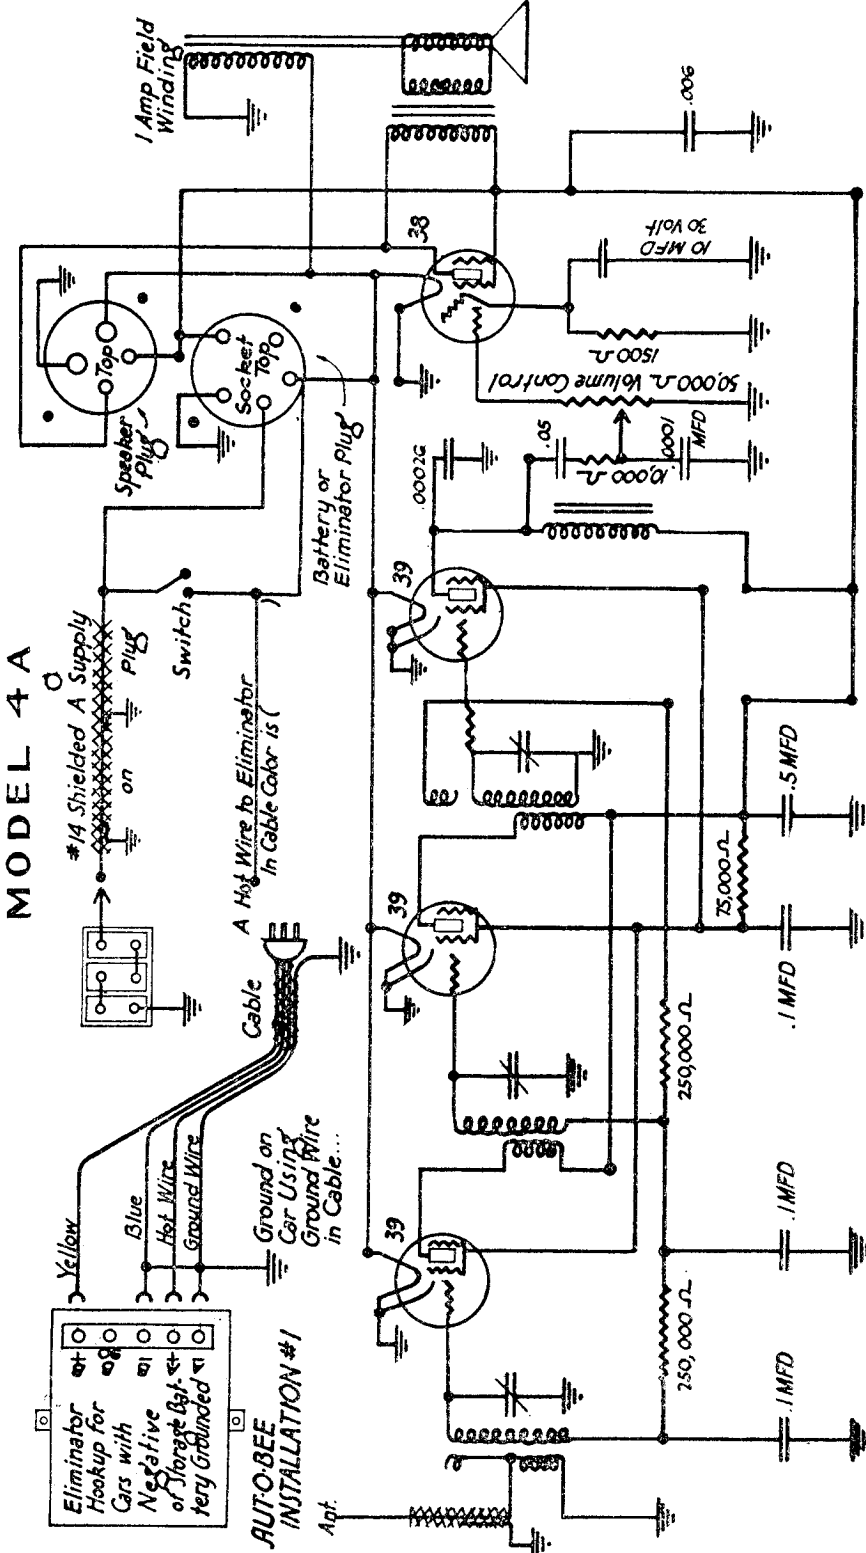 MODEL 4A
#14 Shielded A Supply
on Plug
Switch
A Hot Wire to Eliminator
In Cable Color is ( )
Cable
Speaker
Plug
Top
Socket
Top
Battery or
Eliminator Plug
1 Amp Field
Winding
Yellow
Blue
Hot Wire
Ground Wire
Ground on
Car Using
Ground Wire
in Cable...
Eliminator
Hookup for
Cars with
Negative
of Storage Bat-
tery Grounded
B+
B-
A+
A-
AUT-O-BEE
INSTALLATION #1
Ant.
39
39
39
38
.00026
.05
10,000 Ω
.0001
MFD
50,000 Ω Volume Control
1500 Ω
10 MFD
30 Volt
.006
75,000 Ω
.5 MFD
.1 MFD
250,000 Ω
.1 MFD
250,000 Ω
.1 MFD